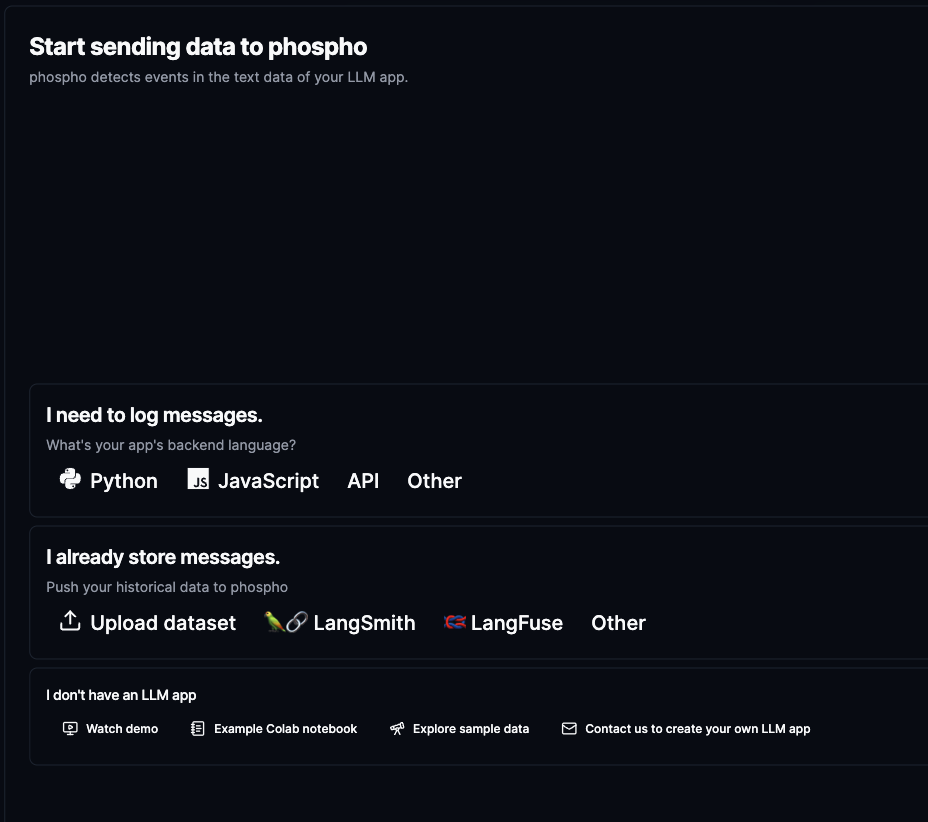 Start sending data to phospho
phospho detects events in the text data of your LLM app.
I need to log messages.
What's your app's backend language?
Python JS JavaScript API Other
I already store messages.
Push your historical data to phospho
Upload dataset LangSmith LangFuse Other
I don't have an LLM app
Watch demo Example Colab notebook Explore sample data Contact us to create your own LLM app